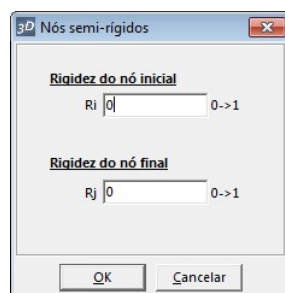 3D Nós semi-rígidos
Rigidez do nó inicial
Ri 0 0->1
Rigidez do nó final
Rj 0 0->1
OK Cancelar